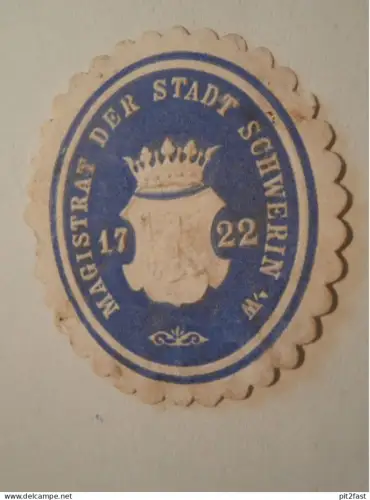 MAGISTRAT DER STADT SCHWERIN a/W
17 22
www.delcampe.net
pit2fast